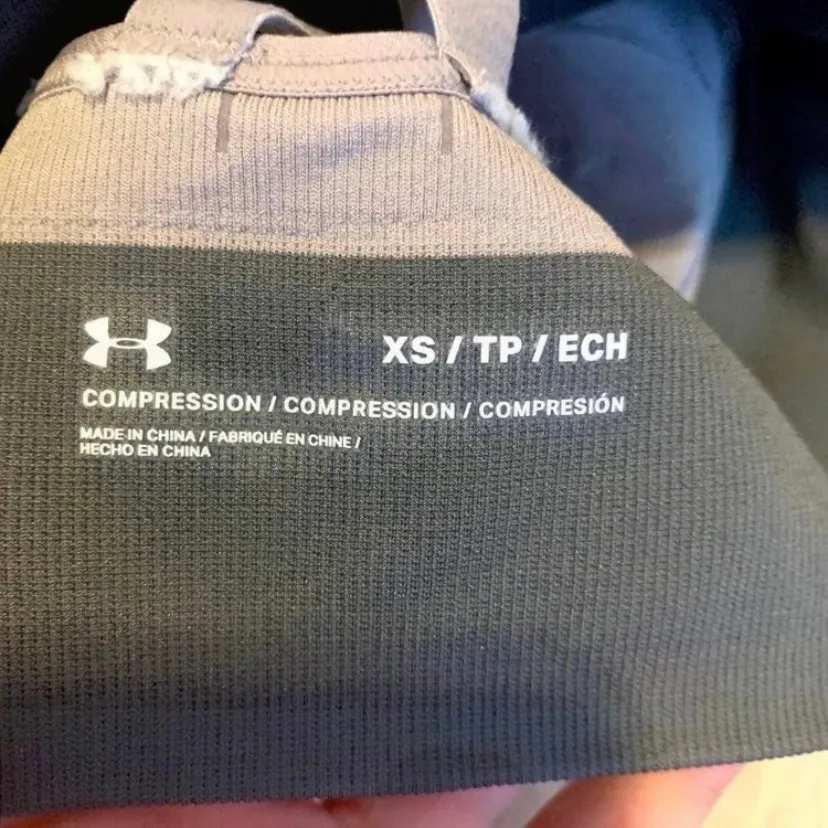 XS / TP / ECH
COMPRESSION / COMPRESSION / COMPRESIÓN
MADE IN CHINA / FABRIQUÉ EN CHINE /
HECHO EN CHINA